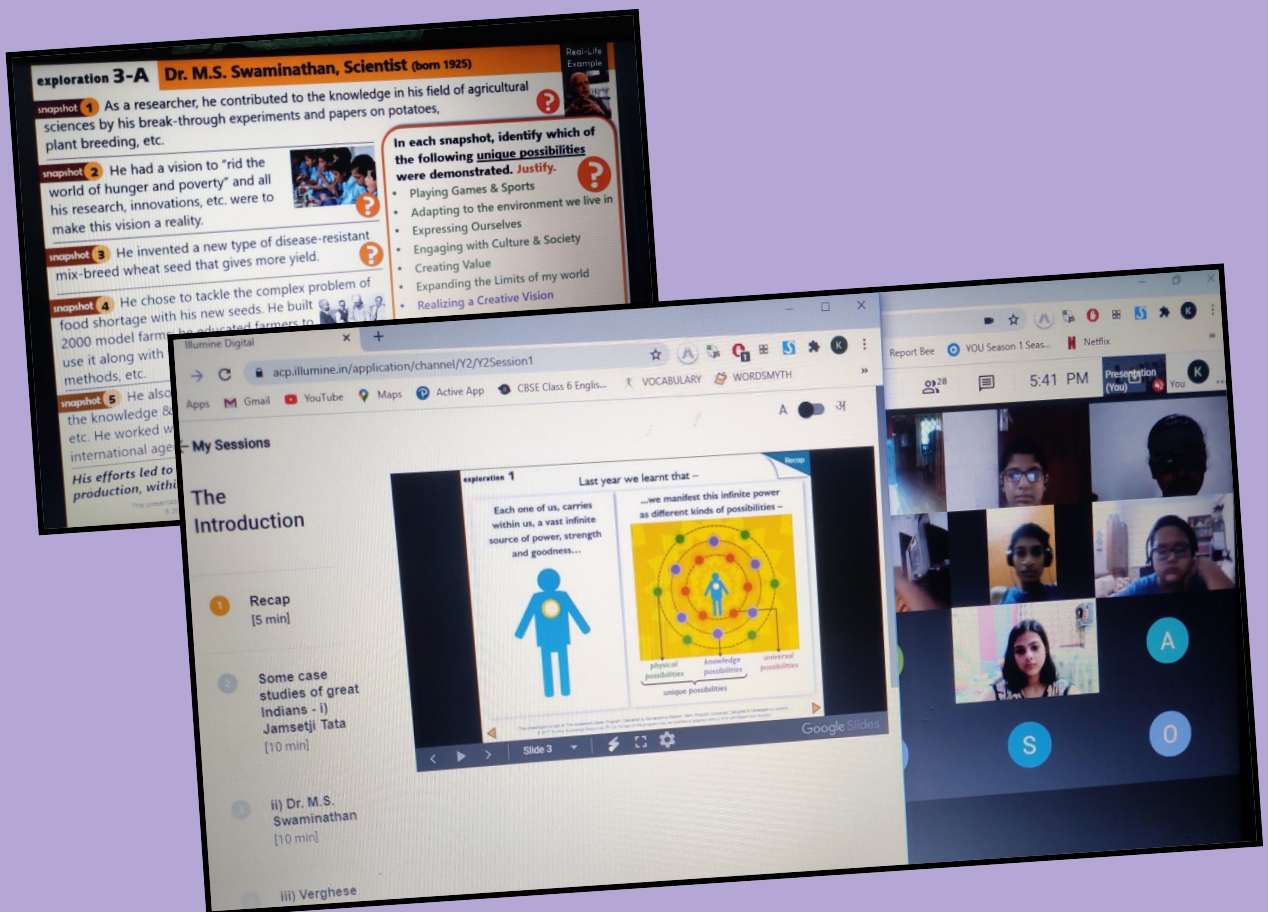 exploration 3-A
Dr. M.S. Swaminathan, Scientist (born 1925)
Real-Life
Example
snapshot 1 As a researcher, he contributed to the knowledge in his field of agricultural
sciences by his break-through experiments and papers on potatoes,
plant breeding, etc.
?
snapshot 2 He had a vision to "rid the
world of hunger and poverty" and all
his research, innovations, etc. were to
make this vision a reality.
?
snapshot 3 He invented a new type of disease-resistant
mix-breed wheat seed that gives more yield.
?
snapshot 4 He chose to tackle the complex problem of
food shortage with his new seeds. He built
2000 model farms he educated farmers to
use it along with
methods, etc.
snapshot 5 He also
the knowledge &
etc. He worked w
international age
His efforts led to
production, withi
In each snapshot, identify which of
the following unique possibilities
were demonstrated. Justify.
?
• Playing Games & Sports
• Adapting to the environment we live in
• Expressing Ourselves
• Engaging with Culture & Society
• Creating Value
• Expanding the Limits of my world
• Realizing a Creative Vision
Illumine Digital
acp.illumine.in/application/channel/Y2/Y2Session1
K
Apps Gmail YouTube Maps Active App CBSE Class 6 Englis... VOCABULARY WORDSMYTH »
A अ
My Sessions
The
Introduction
1 Recap
[5 min]
2 Some case
studies of great
Indians - i)
Jamsetji Tata
[10 min]
3 ii) Dr. M.S.
Swaminathan
[10 min]
iii) Verghese
exploration 1
Last year we learnt that –
Recap
Each one of us, carries
within us, a vast infinite
source of power, strength
and goodness...
...we manifest this infinite power
as different kinds of possibilities –
physical
possibilities
knowledge
possibilities
universal
possibilities
unique possibilities
Slide 3
Google Slides
K
Report Bee YOU Season 1 Seas... Netflix »
28
5:41 PM
Presentation
(You)
You
K
A
S
O